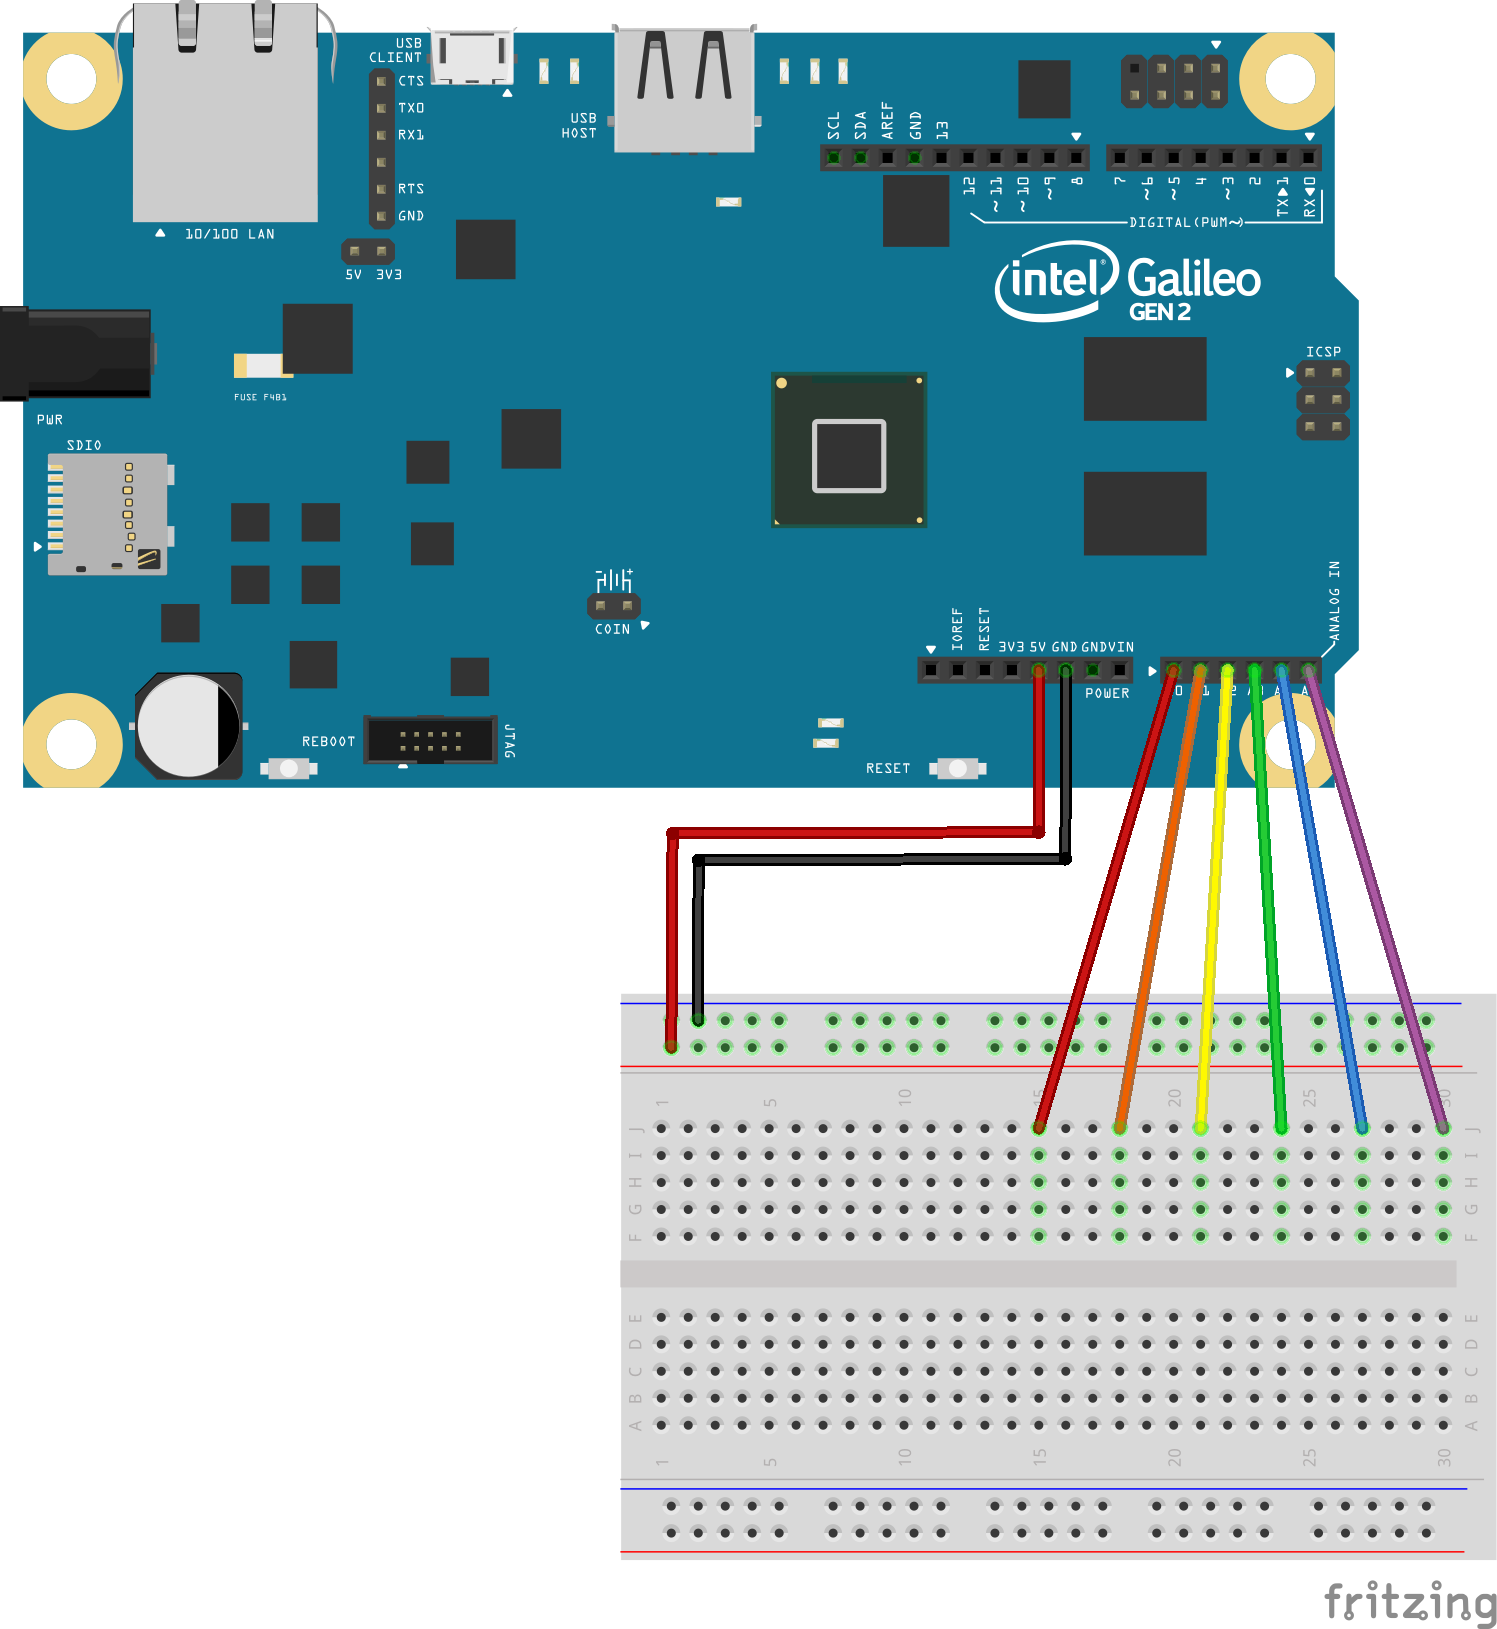 USB
CLIENT
CTS
TX0
RX1
RTS
GND
5V 3V3
10/100 LAN
USB
HOST
SCL
SDA
AREF
GND
13
12
~11
~10
~9
8
7
~6
~5
4
~3
2
TX▶1
RX◀0
DIGITAL(PWM~)
intel® Galileo
GEN 2
ICSP
FUSE F4B1
PWR
SDIO
COIN
ANALOG IN
IOREF
RESET
3V3 5V GND GND VIN
POWER
0 1 2 A A A
REBOOT
JTAG
RESET
1 5 10 15 20 25 30
J J
I I
H H
G G
F F
E E
D D
C C
B B
A A
1 5 10 15 20 25 30
fritzing